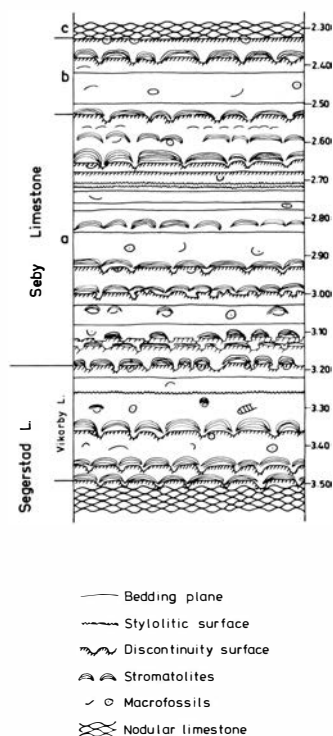 c
2.300
2.400
b
2.500
2.600
2.700
2.800
a
2.900
3.000
3.100
3.200
3.300
3.400
3.500
Seby Limestone
Segerstad L.
Vikarby L.
Bedding plane
Stylolitic surface
Discontinuity surface
Stromatolites
Macrofossils
Nodular limestone